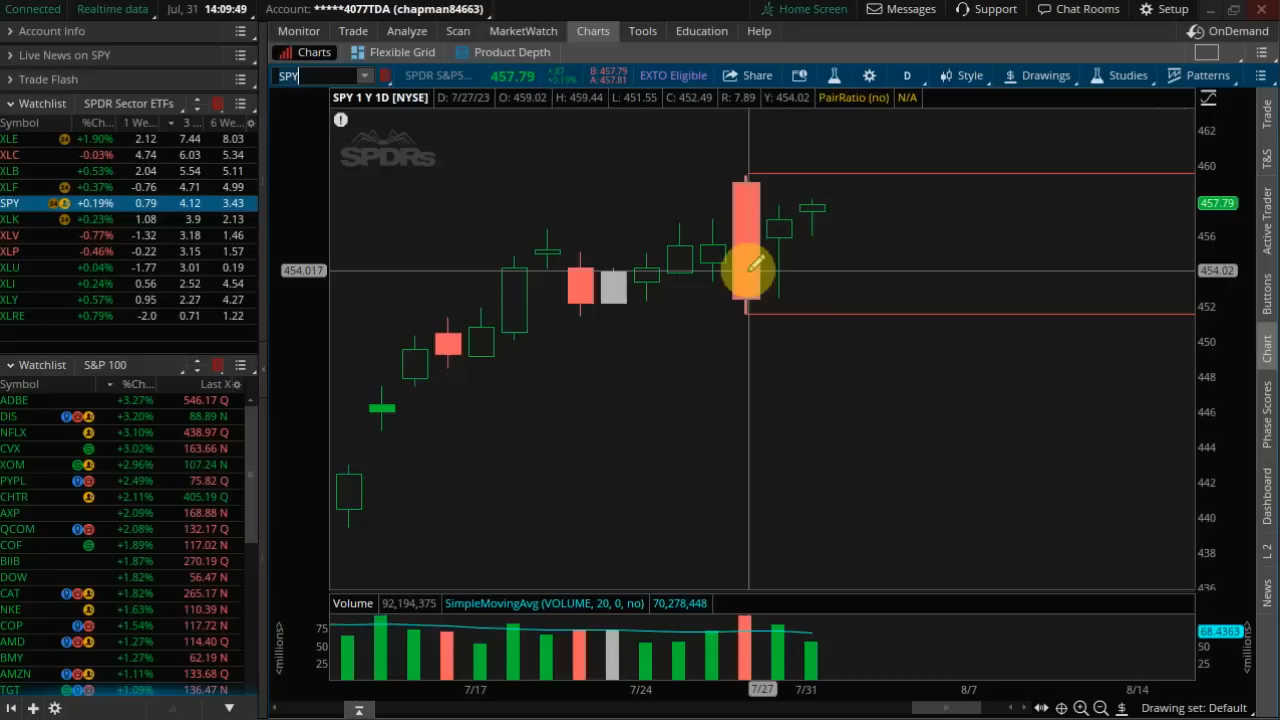 Connected Realtime data Jul, 31 14:09:49 Account: *****4077TDA (chapman84663) Home Screen Messages Support Chat Rooms Setup
Account Info
Live News on SPY
Trade Flash
Monitor Trade Analyze Scan MarketWatch Charts Tools Education Help OnDemand
Charts Flexible Grid Product Depth
SPY SPDR S&P5... 457.79 +.87 +0.19% B: 457.79 A: 457.81 EXTO Eligible Share D Style Drawings Studies Patterns
Watchlist SPDR Sector ETFs
Symbol %Ch... 1 We... 3 ... 6 We...
XLE +1.90% 2.12 7.44 8.03
XLC -0.03% 4.74 6.03 5.34
XLB +0.53% 2.04 5.54 5.11
XLF +0.37% -0.76 4.71 4.99
SPY +0.19% 0.79 4.12 3.43
XLK +0.23% 1.08 3.9 2.13
XLV -0.77% -1.32 3.18 1.46
XLP -0.46% -0.22 3.15 1.57
XLU +0.04% -1.77 3.01 0.19
XLI +0.24% 0.56 2.52 4.54
XLY +0.57% 0.95 2.27 4.27
XLRE +0.79% -2.0 0.71 1.22
Watchlist S&P 100
Symbol %Ch... Last X
ADBE +3.27% 546.17 Q
DIS +3.20% 88.89 N
NFLX +3.10% 438.97 Q
CVX +3.02% 163.66 N
XOM +2.96% 107.24 N
PYPL +2.49% 75.82 Q
CHTR +2.11% 405.19 Q
AXP +2.09% 168.88 N
QCOM +2.08% 132.17 Q
COF +1.89% 117.02 N
BIIB +1.87% 270.19 Q
DOW +1.82% 56.47 N
CAT +1.82% 265.17 N
NKE +1.63% 110.39 N
COP +1.54% 117.72 N
AMD +1.27% 114.40 Q
BMY +1.27% 62.19 N
AMZN +1.11% 133.68 Q
TGT +1.09% 136.47 N
SPY 1 Y 1D [NYSE] D: 7/27/23 O: 459.02 H: 459.44 L: 451.55 C: 452.49 R: 7.89 Y: 454.02 PairRatio (no) N/A
SPDRs
454.017
462
460
457.79
456
454.02
452
450
448
446
444
442
440
438
436
Volume 92,194,375 SimpleMovingAvg (VOLUME, 20, 0, no) 70,278,448
75
50
25
<millions>
75
68.4363
50
25
<millions>
7/17 7/24 7/27 7/31 8/7 8/14
Drawing set: Default
Trade
T&S
Active Trader
Buttons
Chart
Phase Scores
Dashboard
L 2
News